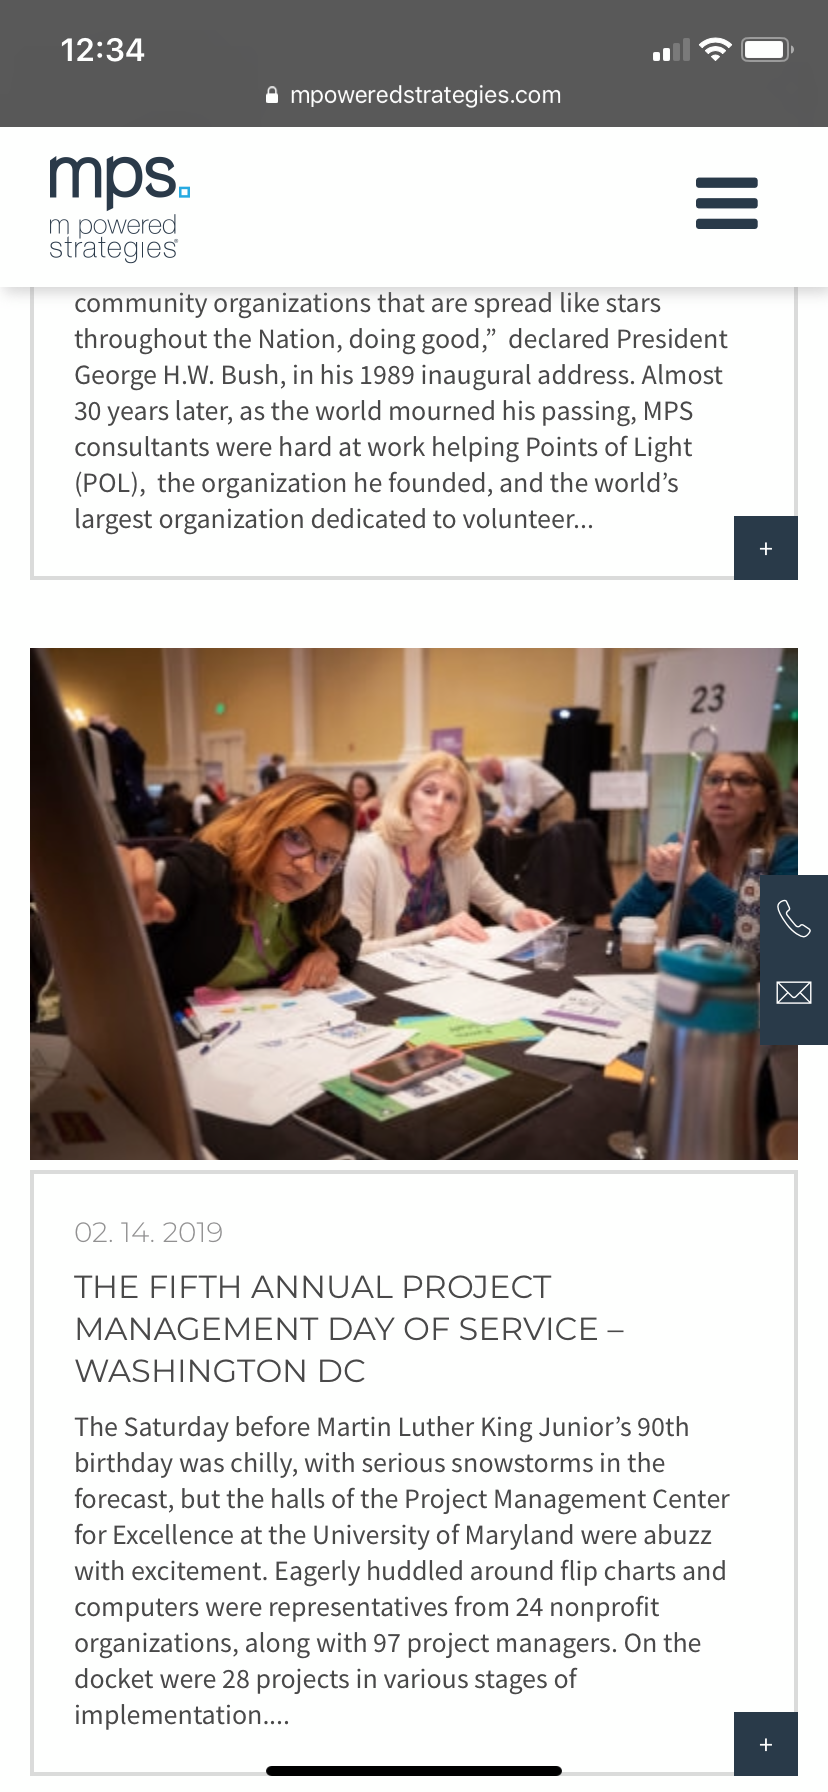 12:34
mpoweredstrategies.com
mps.
m powered
strategies®
community organizations that are spread like stars
throughout the Nation, doing good,”  declared President
George H.W. Bush, in his 1989 inaugural address. Almost
30 years later, as the world mourned his passing, MPS
consultants were hard at work helping Points of Light
(POL),  the organization he founded, and the world’s
largest organization dedicated to volunteer...
+
23
02. 14. 2019
THE FIFTH ANNUAL PROJECT
MANAGEMENT DAY OF SERVICE –
WASHINGTON DC
The Saturday before Martin Luther King Junior’s 90th
birthday was chilly, with serious snowstorms in the
forecast, but the halls of the Project Management Center
for Excellence at the University of Maryland were abuzz
with excitement. Eagerly huddled around flip charts and
computers were representatives from 24 nonprofit
organizations, along with 97 project managers. On the
docket were 28 projects in various stages of
implementation....
+